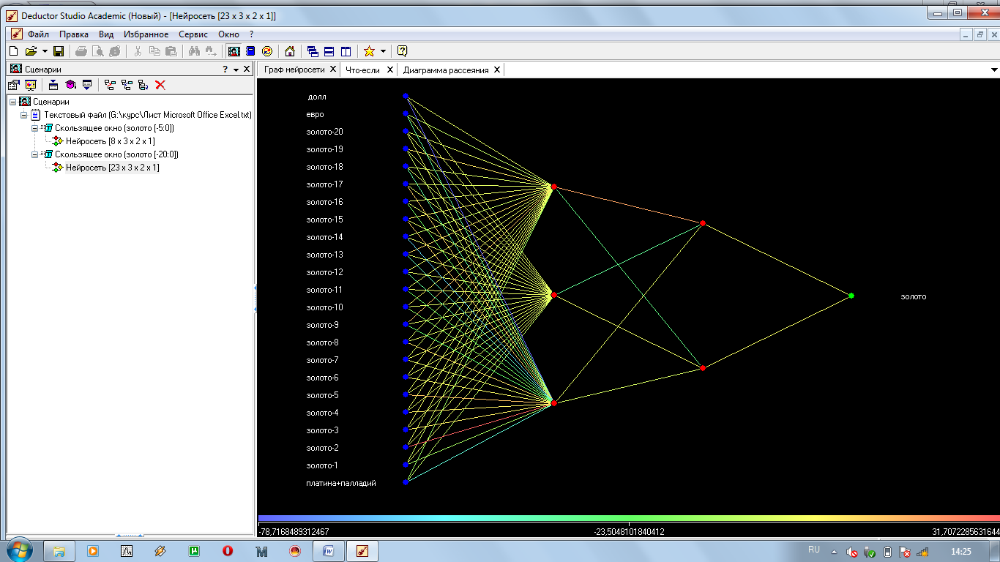 Deductor Studio Academic (Новый) - [Нейросеть [23 x 3 x 2 x 1]]
Файл Правка Вид Избранное Сервис Окно ?
Сценарии ?
Граф нейросети Что-если Диаграмма рассеяния
Сценарии
Текстовый файл (G:\курс\Лист Microsoft Office Excel.txt)
Скользящее окно (золото [-5:0])
Нейросеть [8 x 3 x 2 x 1]
Скользящее окно (золото [-20:0])
Нейросеть [23 x 3 x 2 x 1]
долл
евро
золото-20
золото-19
золото-18
золото-17
золото-16
золото-15
золото-14
золото-13
золото-12
золото-11
золото-10
золото-9
золото-8
золото-7
золото-6
золото-5
золото-4
золото-3
золото-2
золото-1
платина+палладий
золото
-78,7168489312467 -23,5048101840412 31,7072285631644
RU 14:25